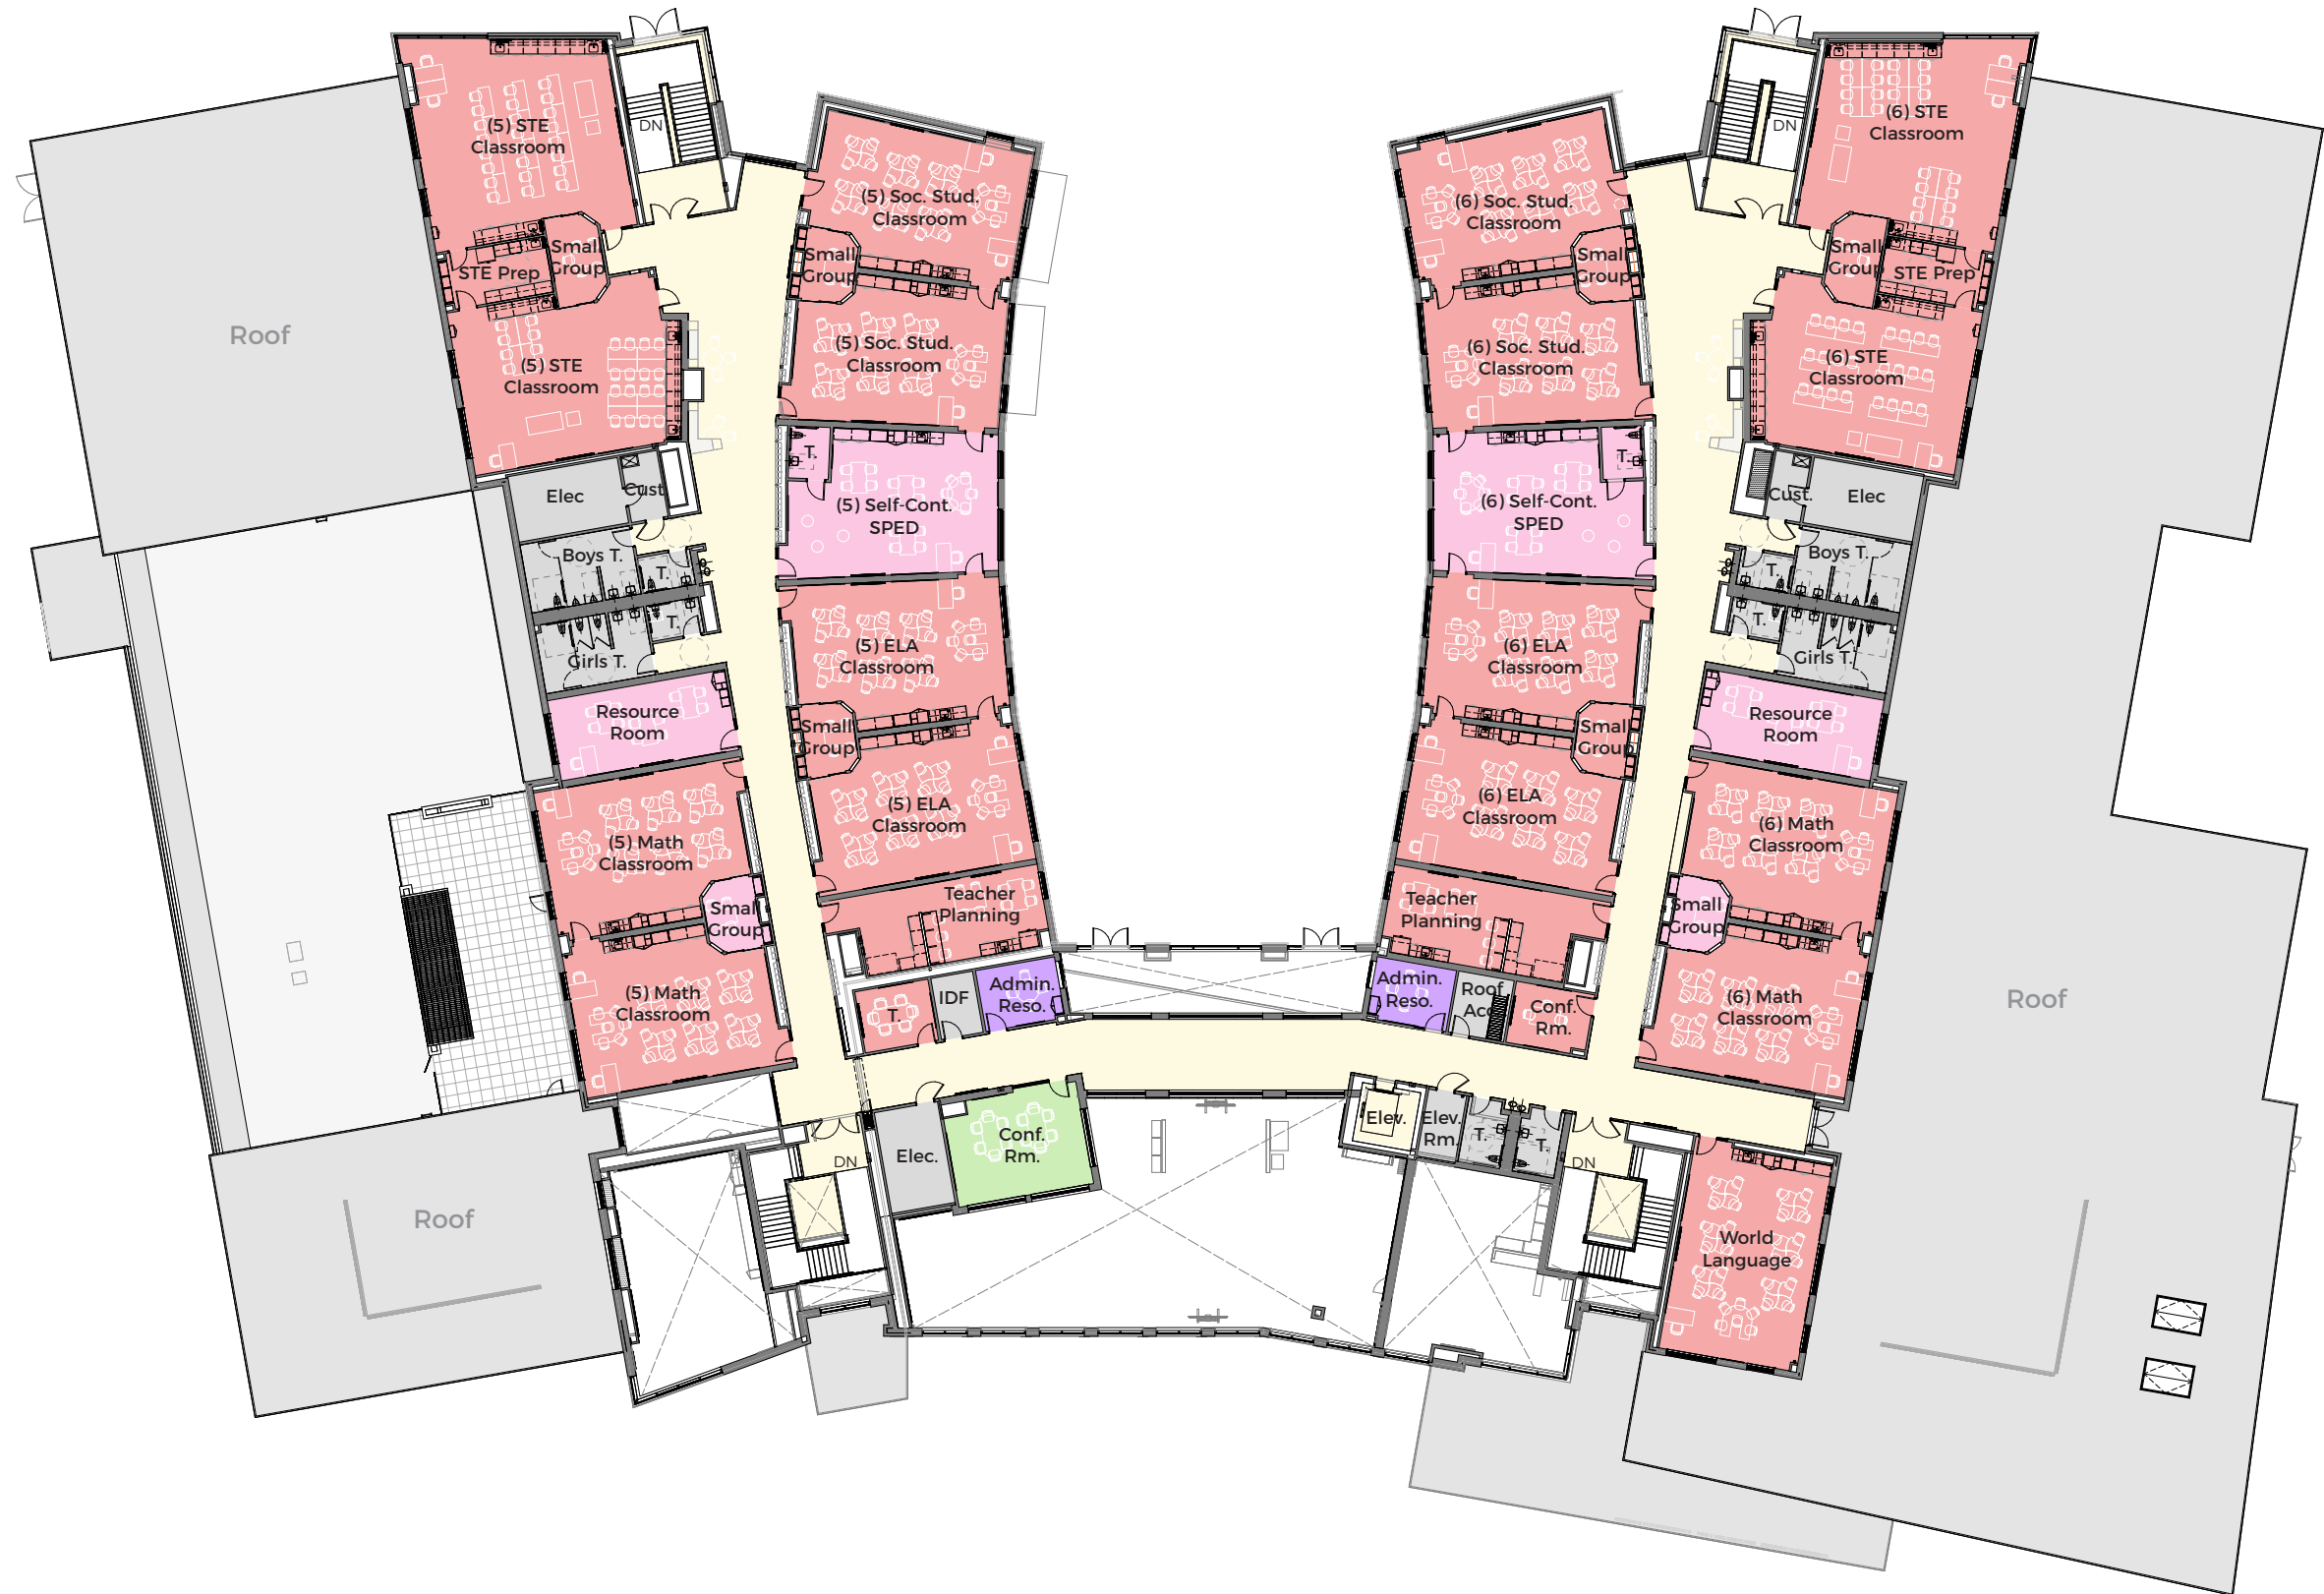 (5) STE
Classroom
DN
(5) Soc. Stud.
Classroom
Small
Group
STE Prep
Small
Group
Roof
(5) STE
Classroom
(5) Soc. Stud.
Classroom
Elec
Cust.
T.
(5) Self-Cont.
SPED
Boys T.
T.
T.
Girls T.
(5) ELA
Classroom
Resource
Room
Small
Group
(5) ELA
Classroom
(5) Math
Classroom
Small
Group
Teacher
Planning
(5) Math
Classroom
T.
IDF
Admin.
Reso.
DN
Elec.
Conf.
Rm.
Roof
(6) Soc. Stud.
Classroom
DN
(6) STE
Classroom
Small
Group
Small
Group
STE Prep
(6) Soc. Stud.
Classroom
(6) STE
Classroom
T.
(6) Self-Cont.
SPED
Cust.
Elec
Boys T.
T.
T.
Girls T.
(6) ELA
Classroom
Resource
Room
Small
Group
(6) ELA
Classroom
(6) Math
Classroom
Small
Group
Teacher
Planning
(6) Math
Classroom
Admin.
Reso.
Roof
Acc
Conf.
Rm.
Roof
Elev.
Elev.
Rm.
T.
T.
DN
World
Language